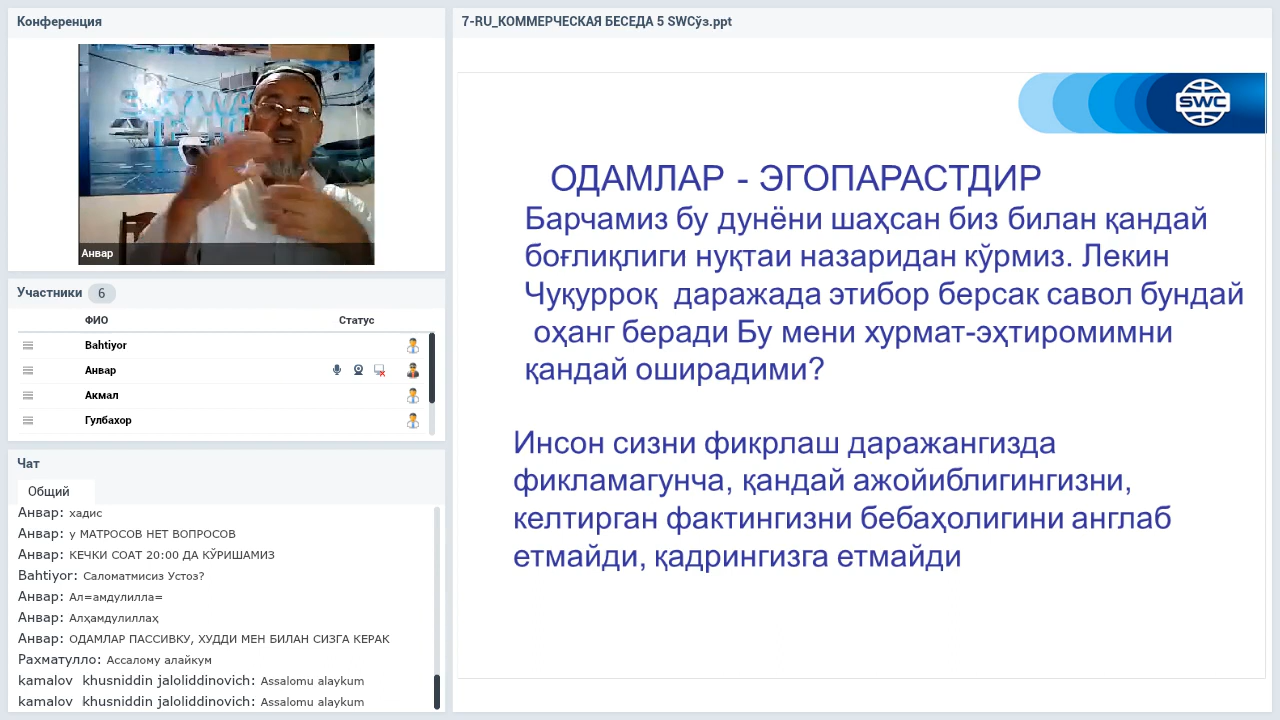 Конференция
Анвар
Участники 6
ФИО Статус
Bahtiyor
Анвар
Акмал
Гулбахор
Чат
Общий
Анвар: хадис
Анвар: у МАТРОСОВ НЕТ ВОПРОСОВ
Анвар: КЕЧКИ СОАТ 20:00 ДА КЎРИШАМИЗ
Bahtiyor: Саломатмисиз Устоз?
Анвар: Ал=амдулилла=
Анвар: Алҳамдулиллаҳ
Анвар: ОДАМЛАР ПАССИВКУ, ХУДДИ МЕН БИЛАН СИЗГА КЕРАК
Рахматулло: Ассалому алайкум
kamalov khusniddin jaloliddinovich: Assalomu alaykum
kamalov khusniddin jaloliddinovich: Assalomu alaykum
7-RU_КОММЕРЧЕСКАЯ БЕСЕДА 5 SWCўз.ppt
SWC
ОДАМЛАР - ЭГОПАРАСТДИР
Барчамиз бу дунёни шаҳсан биз билан қандай
боғлиқлиги нуқтаи назаридан кўрмиз. Лекин
Чуқурроқ даражада этибор берсак савол бундай
оҳанг беради Бу мени хурмат-эҳтиромимни
қандай оширадими?
Инсон сизни фикрлаш даражангизда
фикламагунча, қандай ажойиблигингизни,
келтирган фактингизни бебаҳолигини англаб
етмайди, қадрингизга етмайди